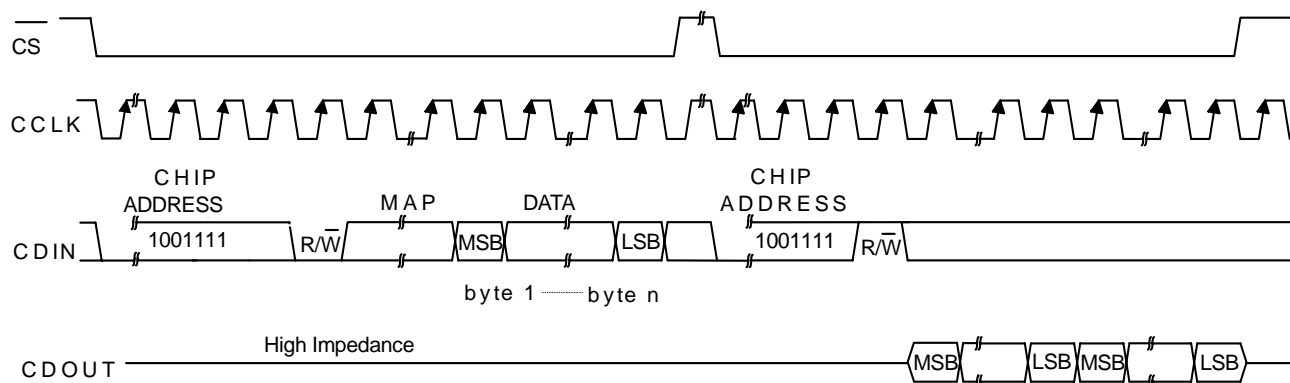 CS
CCLK
CHIP
ADDRESS
MAP
DATA
CHIP
ADDRESS
CDIN
1001111
R/W
MSB
LSB
1001111
R/W
byte 1
byte n
High Impedance
CDOUT
MSB
LSB
MSB
LSB